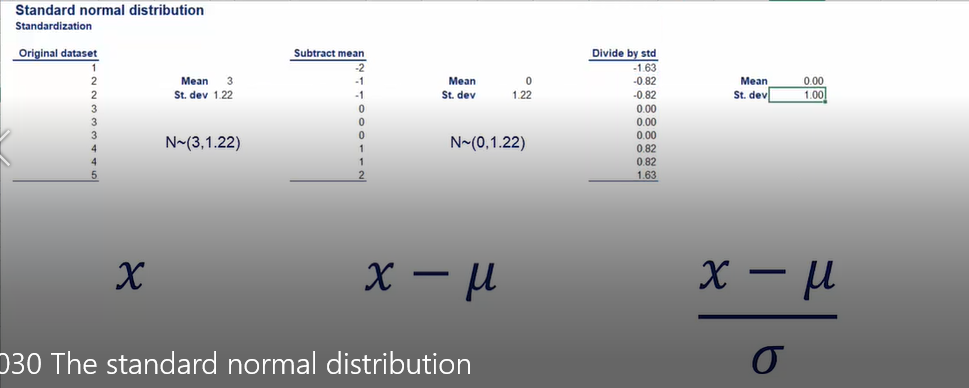 Standard normal distribution
Standardization
Original dataset
1
2
2
3
3
3
4
4
5
Mean 3
St. dev 1.22
N~(3,1.22)
Subtract mean
-2
-1
-1
0
0
0
1
1
2
Mean 0
St. dev 1.22
N~(0,1.22)
Divide by std
-1.63
-0.82
-0.82
0.00
0.00
0.00
0.82
0.82
1.63
Mean 0.00
St. dev 1.00
x
x − μ
x − μ
σ
030 The standard normal distribution